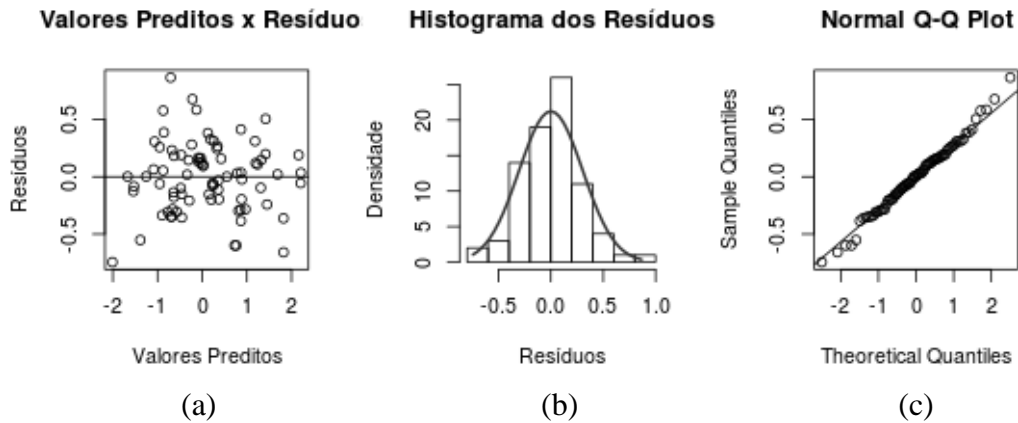 Valores Preditos x Resíduo
Resíduos
0.5
0.0
-0.5
-2 -1 0 1 2
Valores Preditos
(a)
Histograma dos Resíduos
Densidade
20
10
5
0
-0.5 0.0 0.5 1.0
Resíduos
(b)
Normal Q-Q Plot
Sample Quantiles
0.5
0.0
-0.5
-2 -1 0 1 2
Theoretical Quantiles
(c)